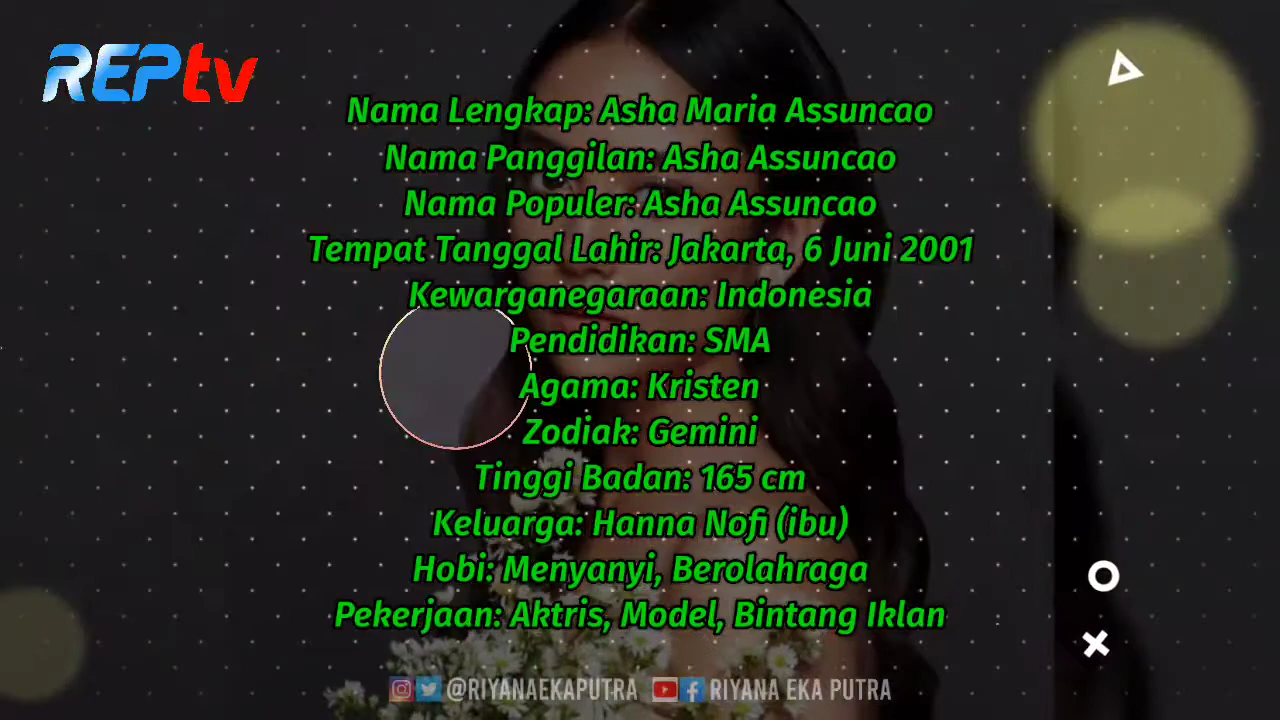 REPtv
Nama Lengkap: Asha Maria Assuncao
Nama Panggilan: Asha Assuncao
Nama Populer: Asha Assuncao
Tempat Tanggal Lahir: Jakarta, 6 Juni 2001
Kewarganegaraan: Indonesia
Pendidikan: SMA
Agama: Kristen
Zodiak: Gemini
Tinggi Badan: 165 cm
Keluarga: Hanna Nofi (ibu)
Hobi: Menyanyi, Berolahraga
Pekerjaan: Aktris, Model, Bintang Iklan
@RIYANAEKAPUTRA RIYANA EKA PUTRA